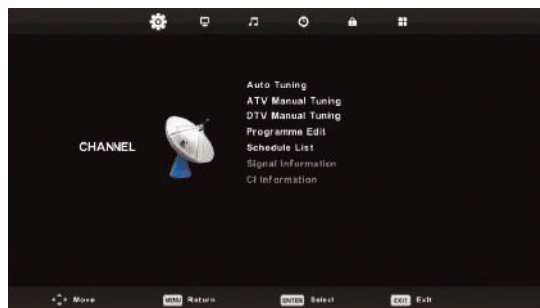 Auto Tuning
ATV Manual Tuning
DTV Manual Tuning
Programme Edit
CHANNEL
Schedule List
Signal Information
CI Information
Move
MENU Return
ENTER Select
EXIT Exit